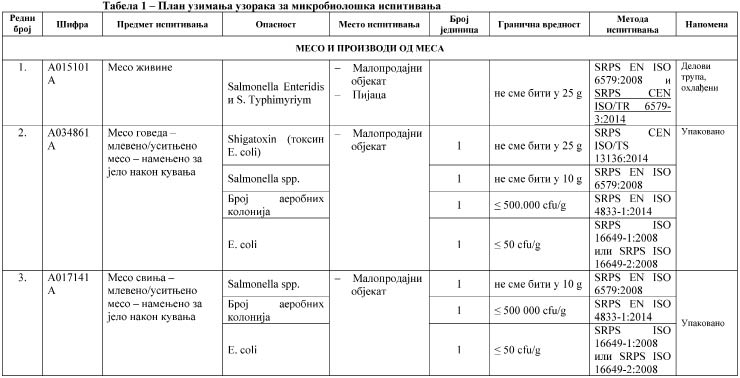 Табела 1 – План узимања узорака за микробиолошка испитивања
Редни број | Шифра | Предмет испитивања | Опасност | Место испитивања | Број јединица | Гранична вредност | Метода испитивања | Напомена
МЕСО И ПРОИЗВОДИ ОД МЕСА
1.
A015101
A
Месо живине
Salmonella Enteridis
и S. Typhimyrium
– Малопродајни
објекат
– Пијаца
не сме бити у 25 g
SRPS EN ISO
6579:2008 и
SRPS CEN
ISO/TR 6579-
3:2014
Делови
трупа,
охлађени
2.
A034861
A
Месо говеда –
млевено/уситњено
месо – намењено за
јело након кувања
– Малопродајни
објекат
Shigatoxin (токсин
E. coli)
1
не сме бити у 25 g
SRPS CEN
ISO/TS
13136:2014
Упаковано
Salmonella spp.
1
не сме бити у 10 g
SRPS EN ISO
6579:2008
Број аеробних
колонија
1
≤ 500.000 cfu/g
SRPS EN ISO
4833-1:2014
E. coli
1
≤ 50 cfu/g
SRPS ISO
16649-1:2008
или SRPS ISO
16649-2:2008
3.
A017141
A
Месо свиња –
млевено/уситњено
месо – намењено за
јело након кувања
– Малопродајни
објекат
Salmonella spp.
1
не сме бити у 10 g
SRPS EN ISO
6579:2008
Број аеробних
колонија
1
≤ 500 000 cfu/g
SRPS EN ISO
4833-1:2014
Упаковано
E. coli
1
≤ 50 cfu/g
SRPS ISO
16649-1:2008
или SRPS ISO
16649-2:2008